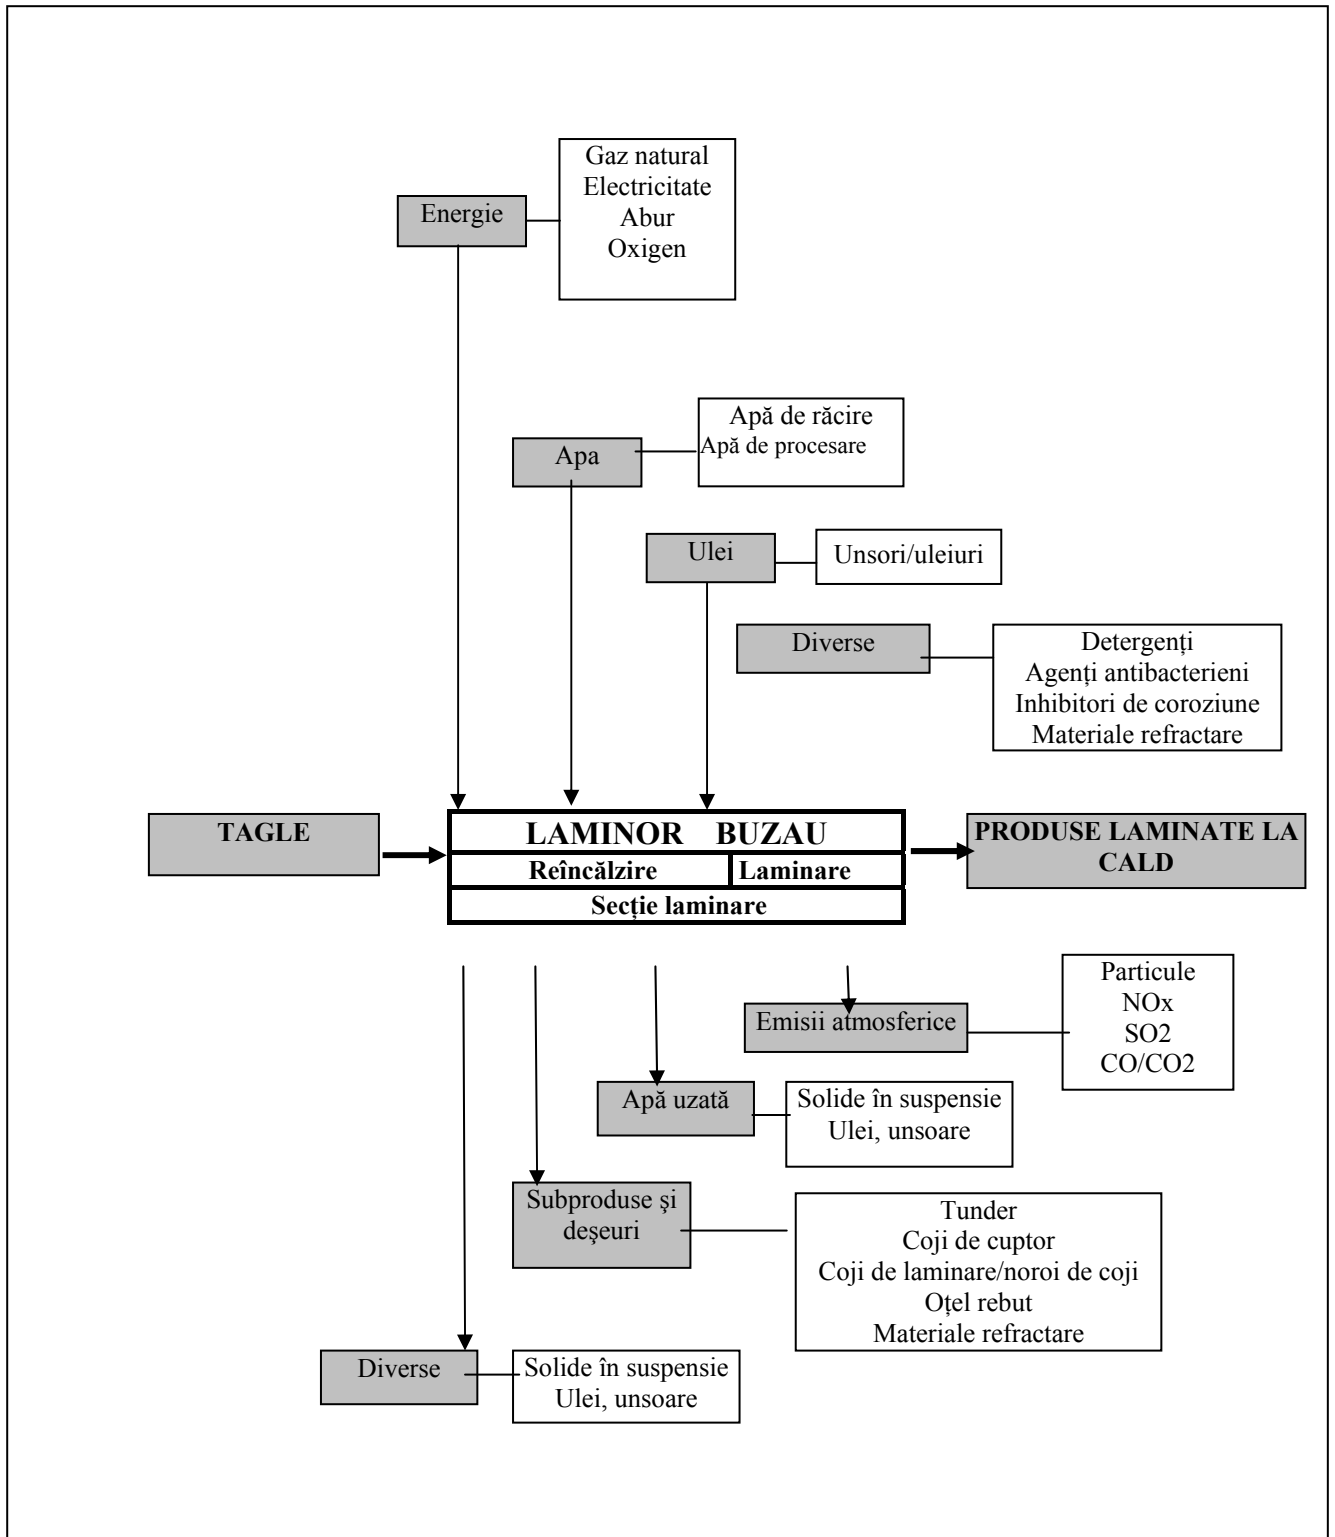 Gaz natural
Electricitate
Abur
Oxigen
Energie
Apă de răcire
Apă de procesare
Apa
Ulei
Unsori/uleiuri
Diverse
Detergenți
Agenți antibacterieni
Inhibitori de coroziune
Materiale refractare
TAGLE
LAMINOR BUZAU
Reîncălzire
Laminare
Secție laminare
PRODUSE LAMINATE LA
CALD
Particule
NOx
SO2
CO/CO2
Emisii atmosferice
Apă uzată
Solide în suspensie
Ulei, unsoare
Subproduse şi
deşeuri
Tunder
Coji de cuptor
Coji de laminare/noroi de coji
Oțel rebut
Materiale refractare
Diverse
Solide în suspensie
Ulei, unsoare